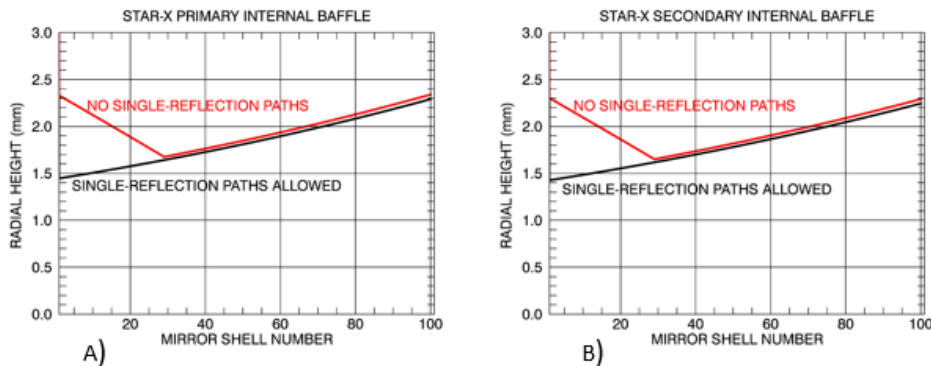 STAR-X PRIMARY INTERNAL BAFFLE
RADIAL HEIGHT (mm)
3.0
2.5
2.0
1.5
1.0
0.5
0.0
NO SINGLE-REFLECTION PATHS
SINGLE-REFLECTION PATHS ALLOWED
20 40 60 80 100
MIRROR SHELL NUMBER
A)
STAR-X SECONDARY INTERNAL BAFFLE
RADIAL HEIGHT (mm)
3.0
2.5
2.0
1.5
1.0
0.5
0.0
NO SINGLE-REFLECTION PATHS
SINGLE-REFLECTION PATHS ALLOWED
20 40 60 80 100
MIRROR SHELL NUMBER
B)